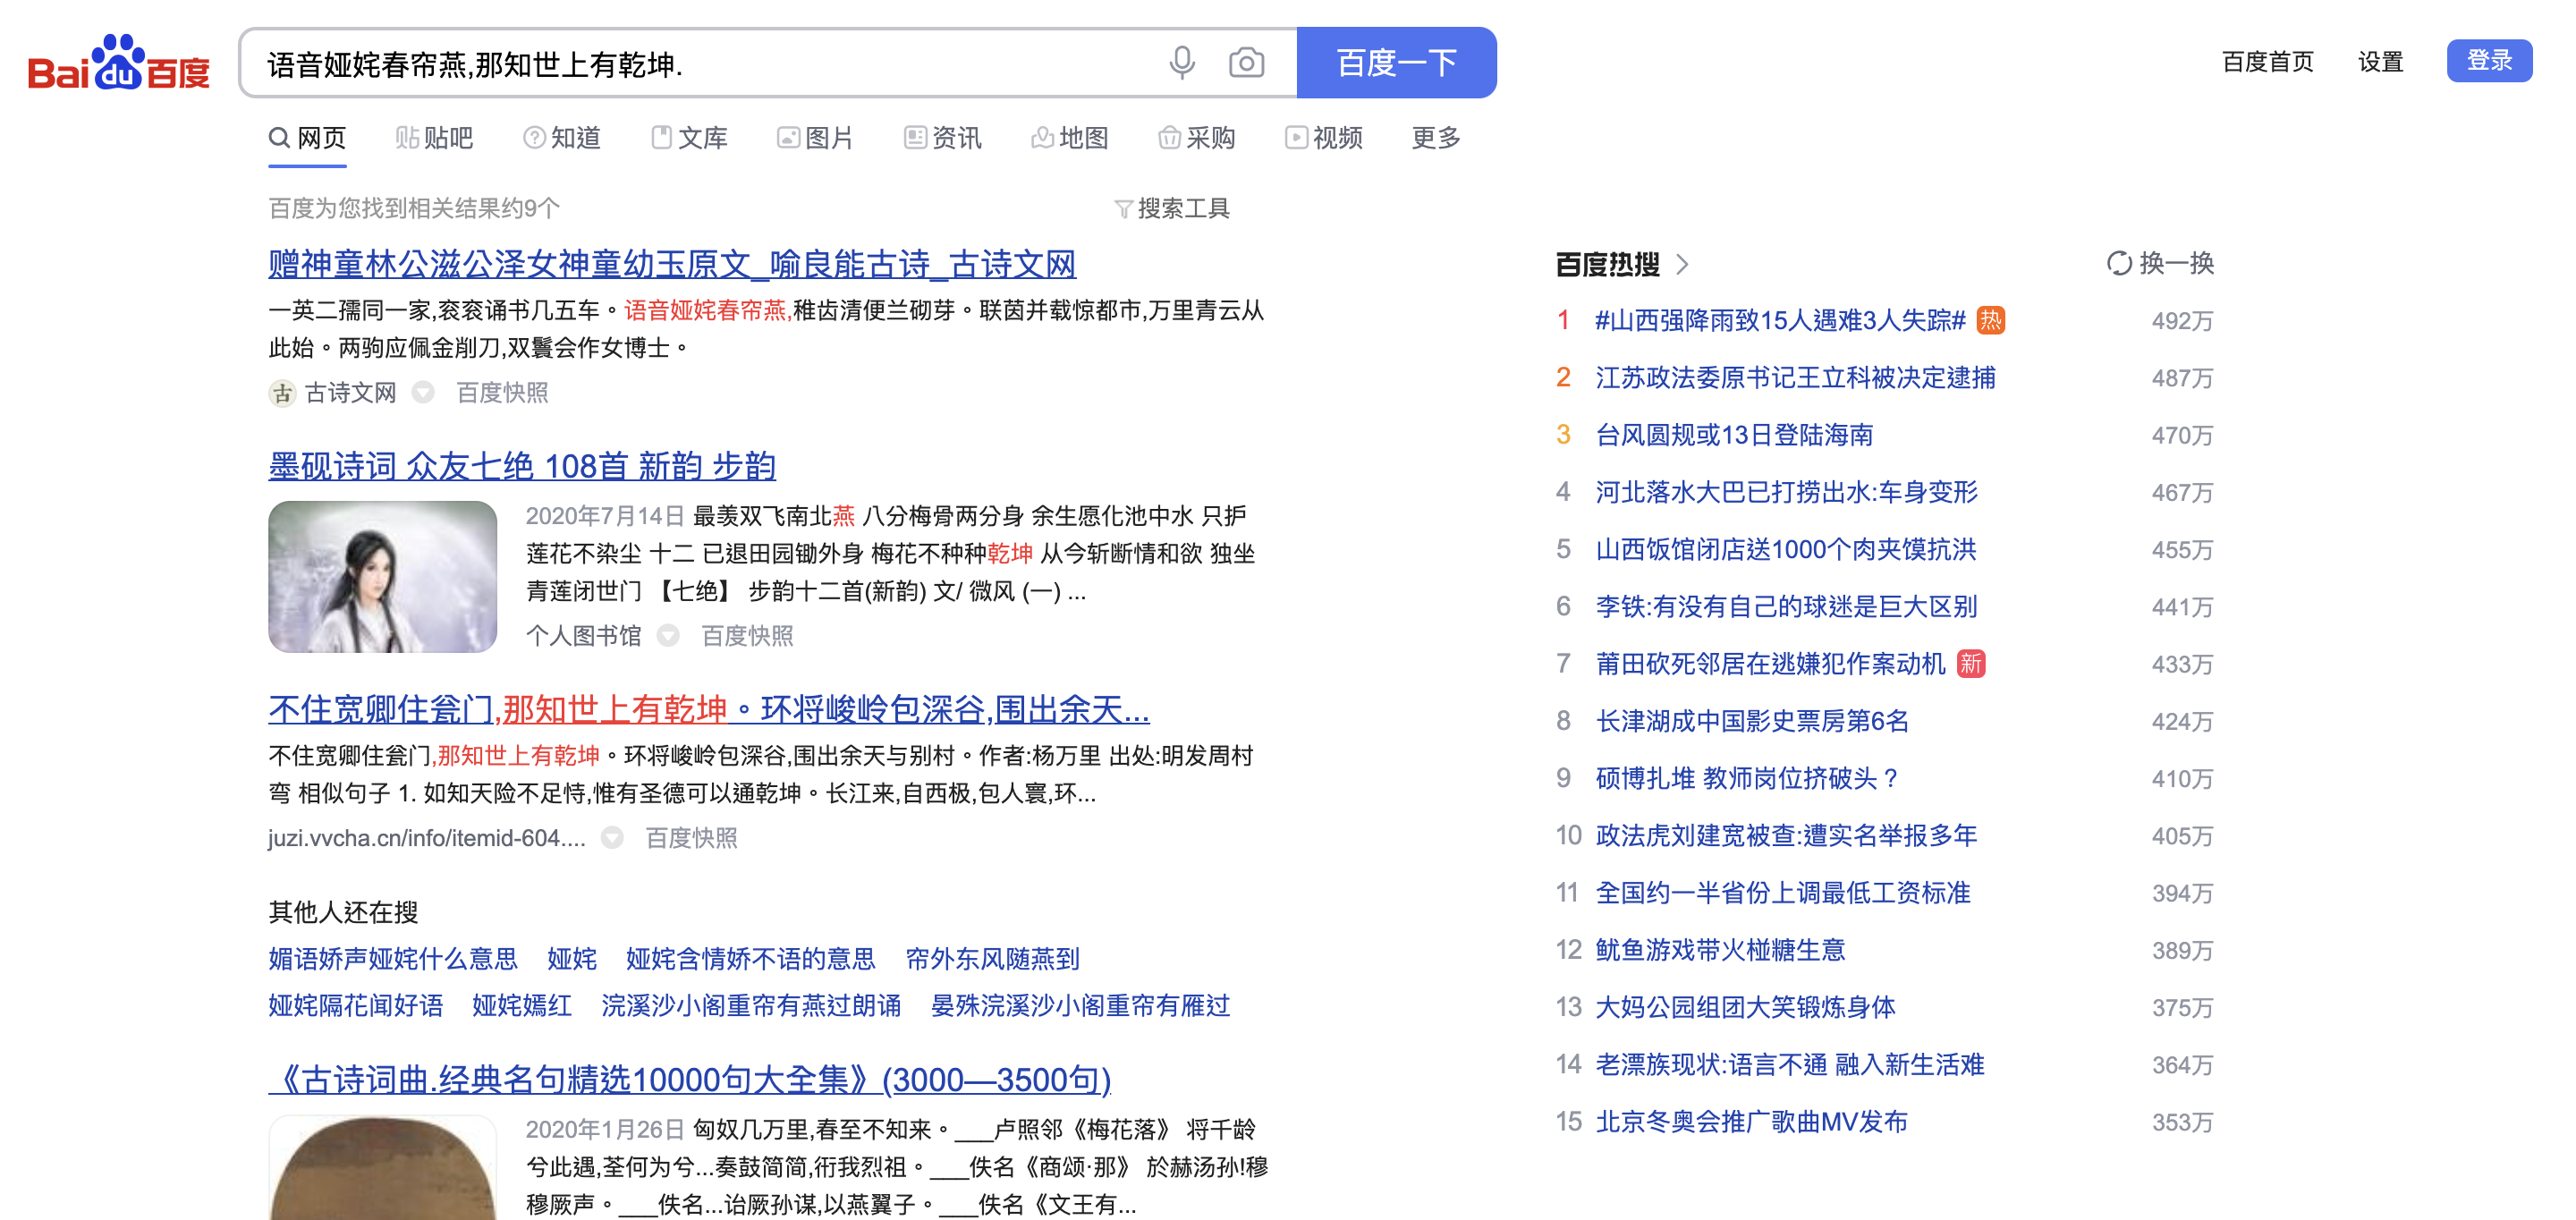 Bai du 百度
语音娅姹春帘燕,那知世上有乾坤.
百度一下
百度首页 设置 登录
网页 贴贴吧 知道 文库 图片 资讯 地图 采购 视频 更多
百度为您找到相关结果约9个 搜索工具
赠神童林公滋公泽女神童幼玉原文_喻良能古诗_古诗文网
一英二孺同一家,衮衮诵书几五车。语音娅姹春帘燕,稚齿清便兰砌芽。联茵并载惊都市,万里青云从
此始。两驹应佩金削刀,双鬟会作女博士。
古 古诗文网 百度快照
墨砚诗词 众友七绝 108首 新韵 步韵
2020年7月14日 最羡双飞南北燕 八分梅骨两分身 余生愿化池中水 只护
莲花不染尘 十二 已退田园锄外身 梅花不种种乾坤 从今斩断情和欲 独坐
青莲闭世门 【七绝】 步韵十二首(新韵) 文/ 微风 (一) ...
个人图书馆 百度快照
不住宽卿住瓮门,那知世上有乾坤。环将峻岭包深谷,围出余天...
不住宽卿住瓮门,那知世上有乾坤。环将峻岭包深谷,围出余天与别村。作者:杨万里 出处:明发周村
弯 相似句子 1. 如知天险不足恃,惟有圣德可以通乾坤。长江来,自西极,包人寰,环...
juzi.vvcha.cn/info/itemid-604.... 百度快照
其他人还在搜
媚语娇声娅姹什么意思 娅姹 娅姹含情娇不语的意思 帘外东风随燕到
娅姹隔花闻好语 娅姹嫣红 浣溪沙小阁重帘有燕过朗诵 晏殊浣溪沙小阁重帘有雁过
《古诗词曲.经典名句精选10000句大全集》(3000—3500句)
2020年1月26日 匈奴几万里,春至不知来。___卢照邻《梅花落》 将千龄
兮此遇,荃何为兮...奏鼓简简,衎我烈祖。___佚名《商颂·那》 於赫汤孙!穆
穆厥声。___佚名...诒厥孙谋,以燕翼子。___佚名《文王有...
百度热搜 换一换
1 #山西强降雨致15人遇难3人失踪# 热 492万
2 江苏政法委原书记王立科被决定逮捕 487万
3 台风圆规或13日登陆海南 470万
4 河北落水大巴已打捞出水:车身变形 467万
5 山西饭馆闭店送1000个肉夹馍抗洪 455万
6 李铁:有没有自己的球迷是巨大区别 441万
7 莆田砍死邻居在逃嫌犯作案动机 新 433万
8 长津湖成中国影史票房第6名 424万
9 硕博扎堆 教师岗位挤破头？ 410万
10 政法虎刘建宽被查:遭实名举报多年 405万
11 全国约一半省份上调最低工资标准 394万
12 鱿鱼游戏带火椪糖生意 389万
13 大妈公园组团大笑锻炼身体 375万
14 老漂族现状:语言不通 融入新生活难 364万
15 北京冬奥会推广歌曲MV发布 353万